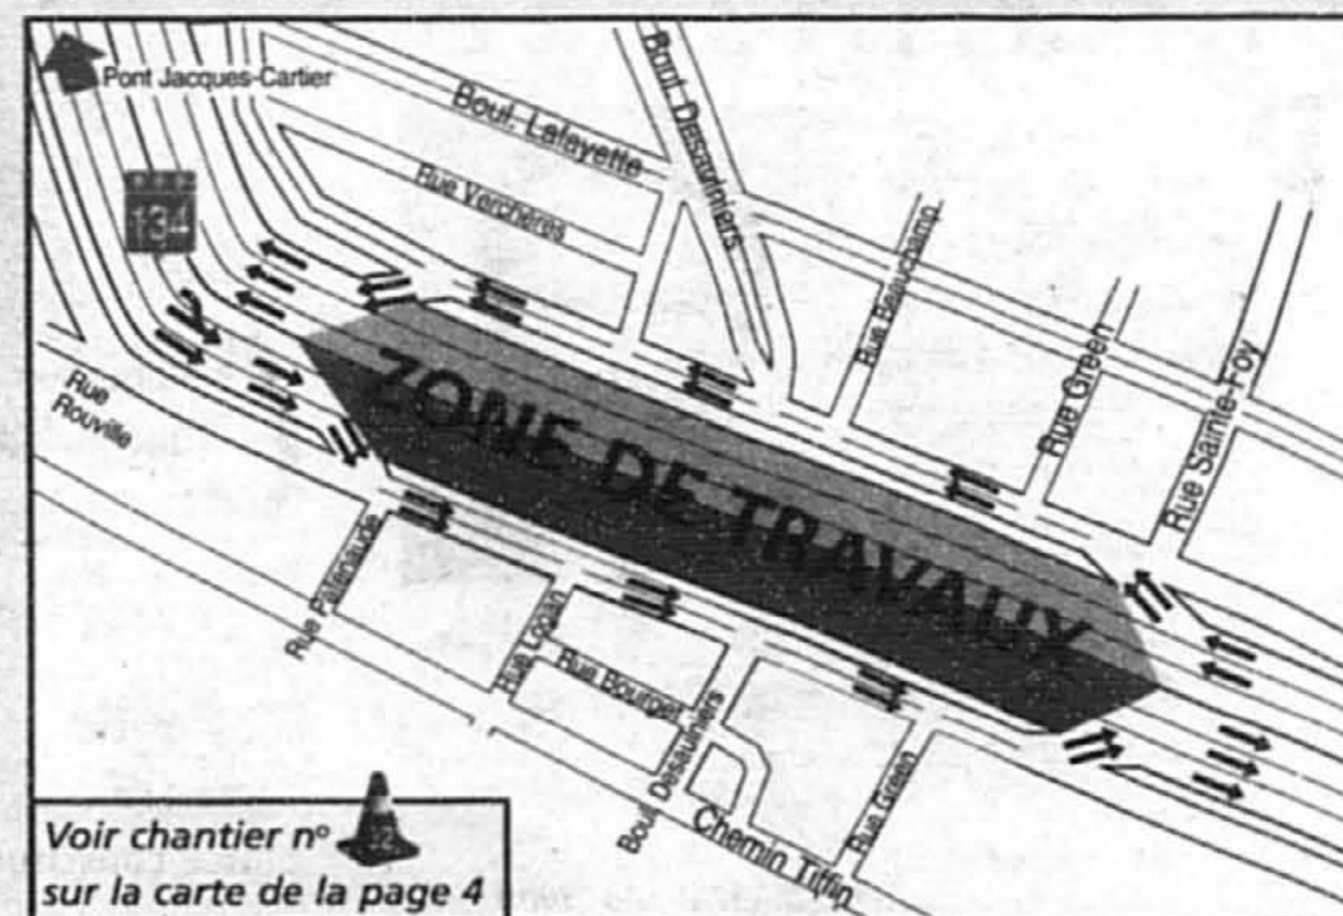 Pont Jacques-Cartier
Boul. Lafayette
Boul. Desaulniers
Rue Verchères
134
Rue Beauchamp
Rue Green
Rue Sainte-Foy
Rue
Rouville
ZONE DE TRAVAUX
Rue Patenaude
Rue Logan
Rue Bourget
Boul. Desaulniers
Rue Green
Chemin Tiffin
Voir chantier nº
sur la carte de la page 4